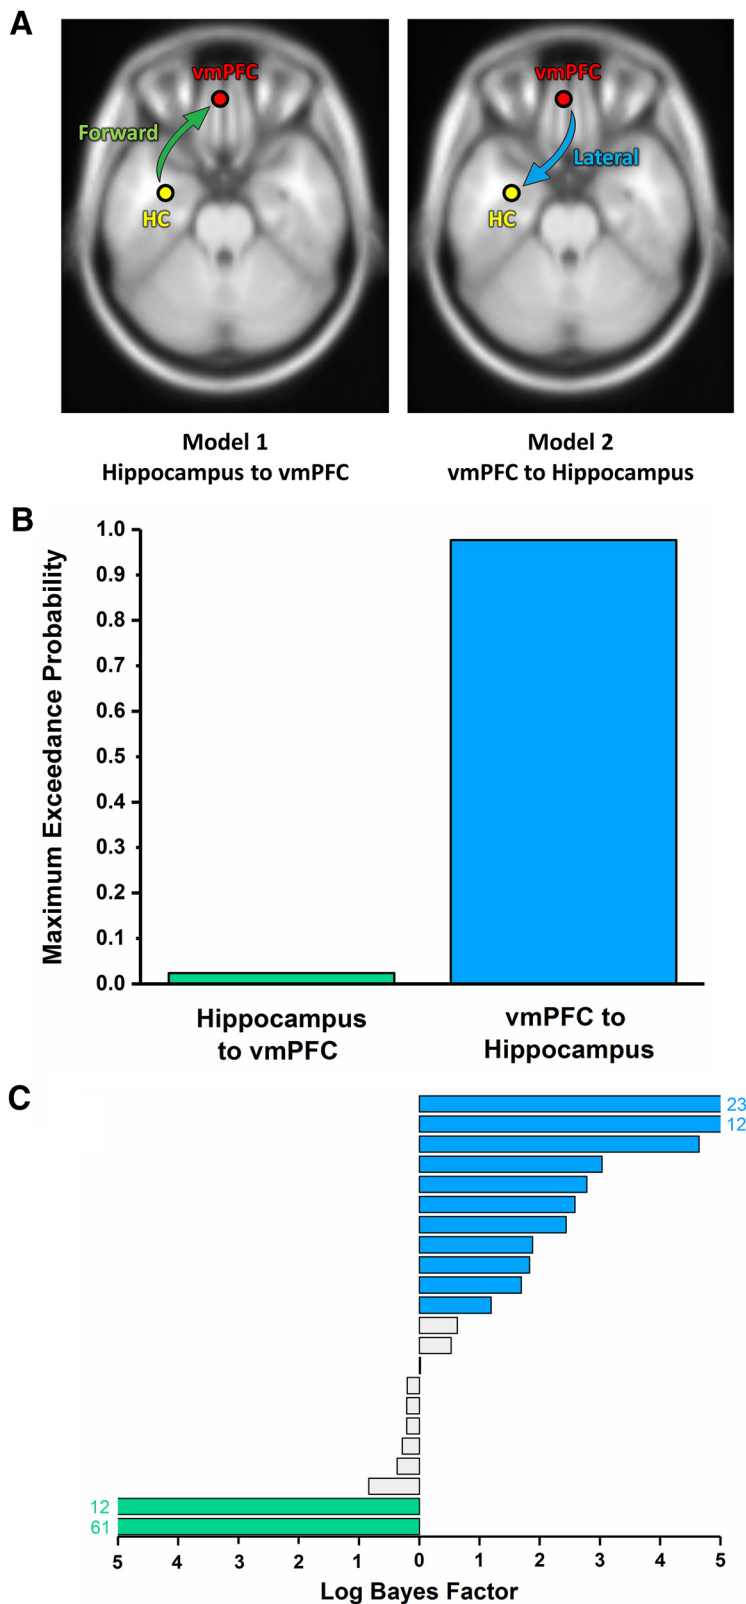 A
vmPFC
vmPFC
Forward
Lateral
HC
HC
Model 1
Hippocampus to vmPFC
Model 2
vmPFC to Hippocampus
B
Maximum Exceedance Probability
1.0
0.9
0.8
0.7
0.6
0.5
0.4
0.3
0.2
0.1
0.0
Hippocampus
to vmPFC
vmPFC to
Hippocampus
C
23
12
12
61
5 4 3 2 1 0 1 2 3 4 5
Log Bayes Factor